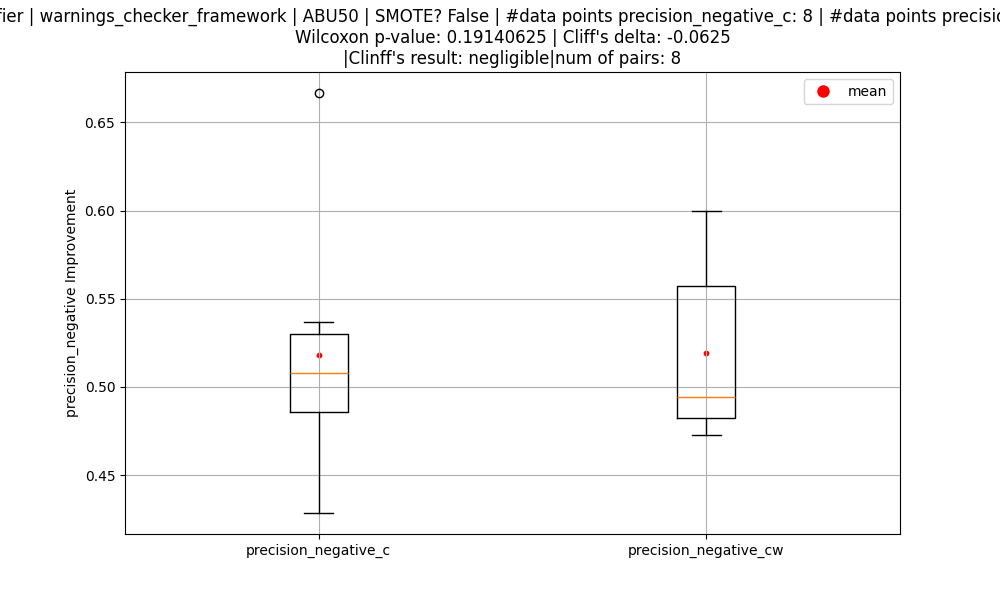 fier | warnings_checker_framework | ABU50 | SMOTE? False | #data points precision_negative_c: 8 | #data points precisio
Wilcoxon p-value: 0.19140625 | Cliff's delta: -0.0625
|Clinff's result: negligible|num of pairs: 8
mean
0.65
0.60
0.55
0.50
0.45
precision_negative Improvement
precision_negative_c
precision_negative_cw